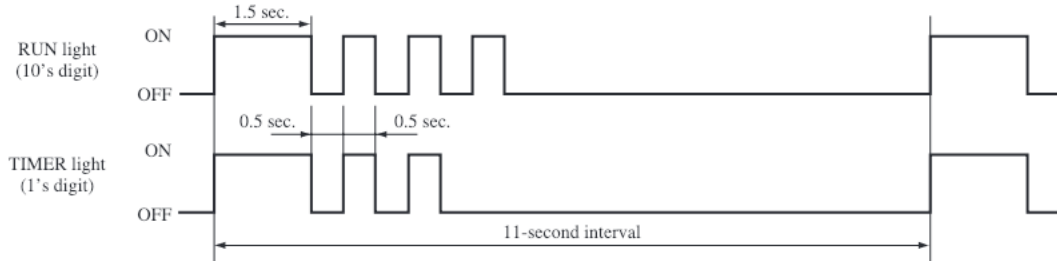 1.5 sec.
RUN light
(10's digit)
ON
OFF
0.5 sec.
0.5 sec.
TIMER light
(1's digit)
ON
OFF
11-second interval